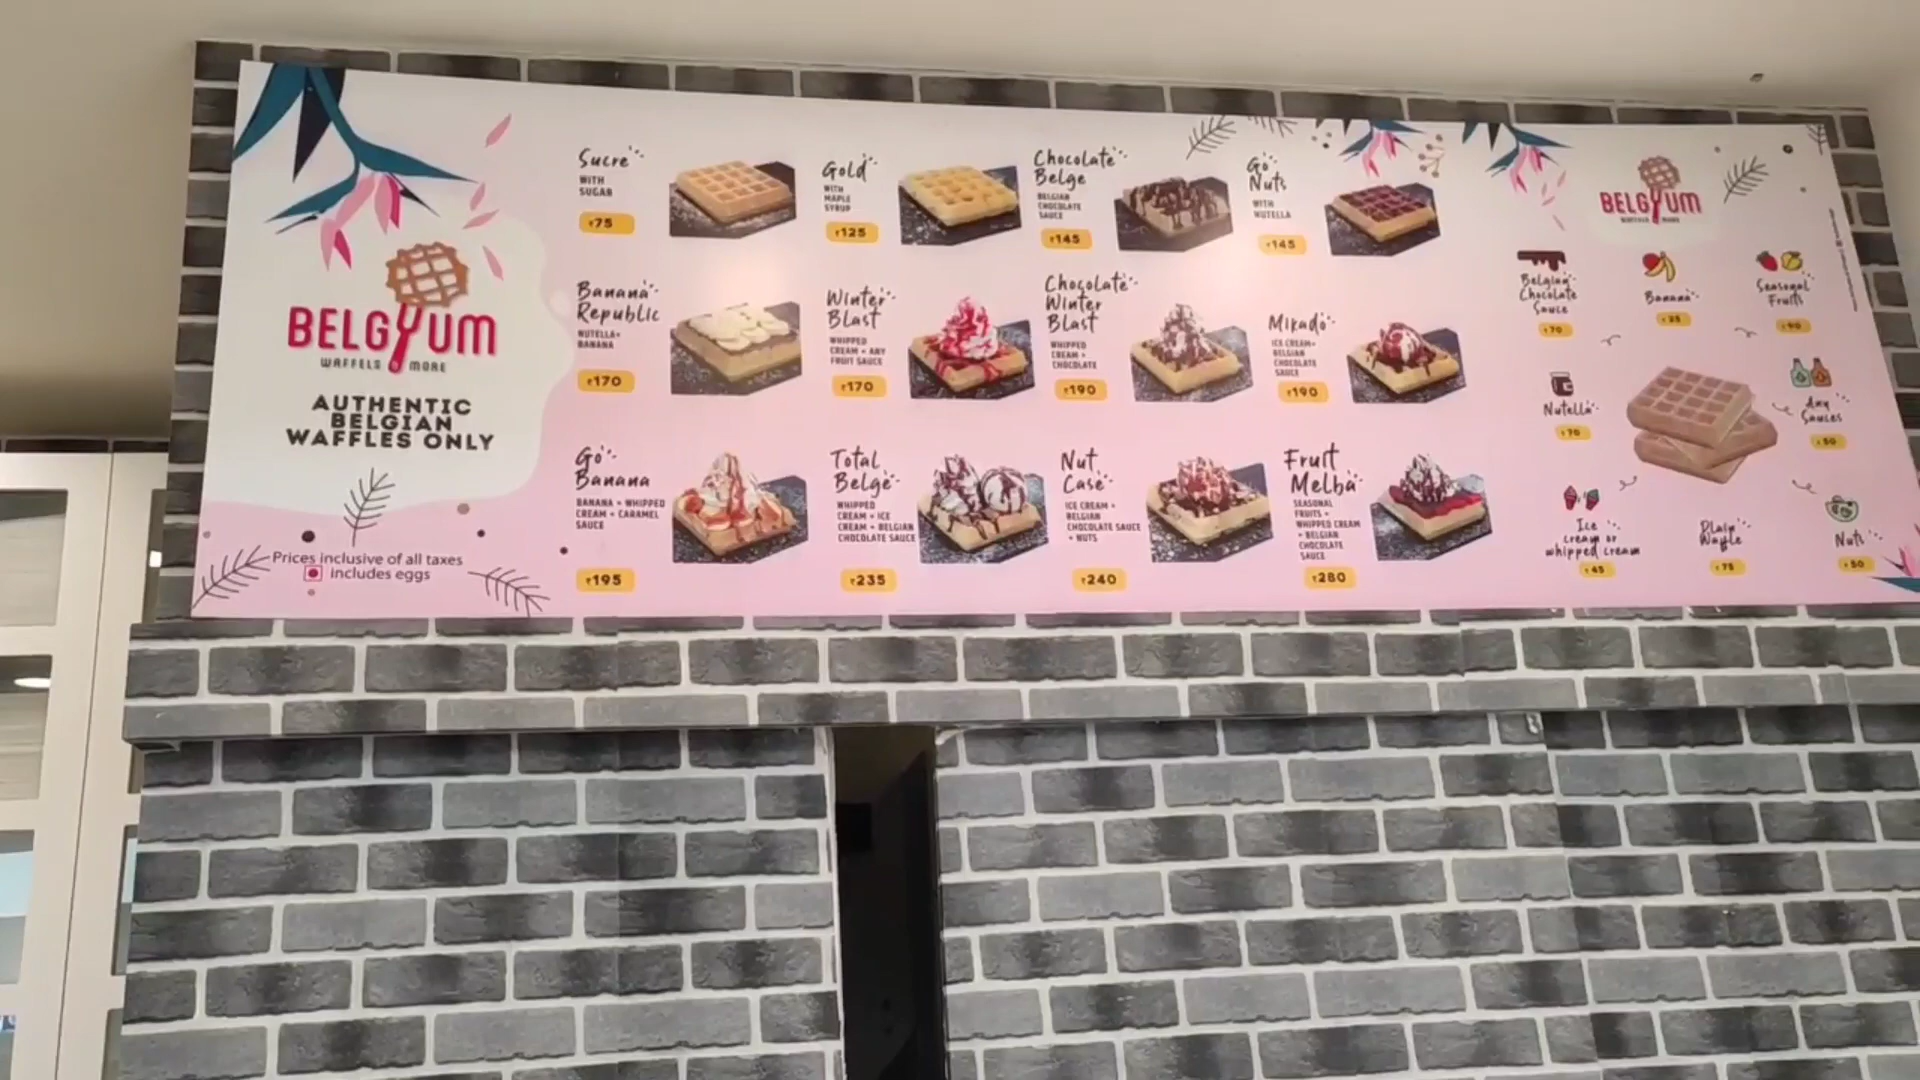 BELGYUM
WAFFELS & MORE
AUTHENTIC
BELGIAN
WAFFLES ONLY
Prices inclusive of all taxes
includes eggs
Sucre
WITH
SUGAR
₹75
Gold
WITH
MAPLE
SYRUP
₹125
Chocolate
Belge
BELGIAN
CHOCOLATE
SAUCE
₹145
Go
Nuts
WITH
NUTELLA
₹145
Banana
Republic
NUTELLA+
BANANA
₹170
Winter
Blast
WHIPPED
CREAM + ANY
FRUIT SAUCE
₹170
Chocolate
Winter
Blast
WHIPPED
CREAM +
CHOCOLATE
₹190
Mikado
ICE CREAM+
BELGIAN
CHOCOLATE
SAUCE
₹190
Go
Banana
BANANA + WHIPPED
CREAM + CARAMEL
SAUCE
₹195
Total
Belge
WHIPPED
CREAM + ICE
CREAM + BELGIAN
CHOCOLATE SAUCE
₹235
Nut
Case
ICE CREAM +
BELGIAN
CHOCOLATE SAUCE
+ NUTS
₹240
Fruit
Melba
SEASONAL
FRUITS +
WHIPPED CREAM
+ BELGIAN
CHOCOLATE
SAUCE
₹280
BELGYUM
WAFFELS & MORE
Belgian
Chocolate
Sauce
₹70
Banana
₹25
Seasonal
Fruits
₹90
Nutella
₹70
Any
Sauces
₹50
Ice
cream or
whipped cream
₹45
Plain
Waffle
₹75
Nuts
₹50